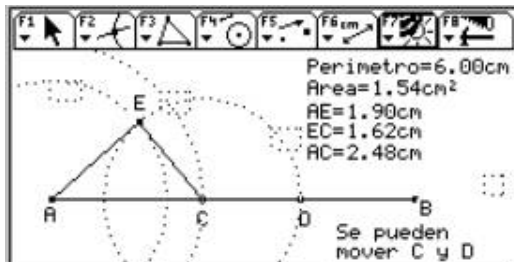 F1 F2 F3 F4 F5 F6 cm F7 F8
Perimetro=6.00cm
Area=1.54cm²
AE=1.90cm
EC=1.62cm
AC=2.48cm
E
A C D B
Se pueden
mover C y D